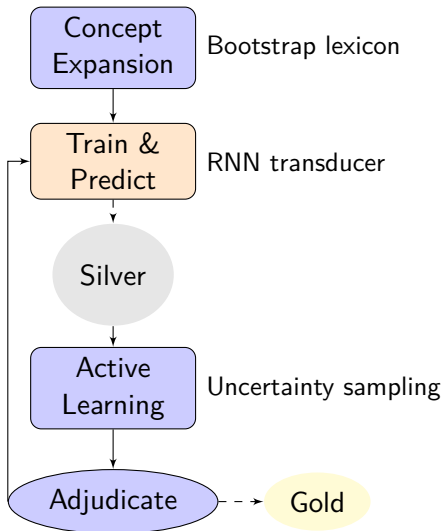 Concept
Expansion
Bootstrap lexicon
Train &
Predict
RNN transducer
Silver
Active
Learning
Uncertainty sampling
Adjudicate
Gold